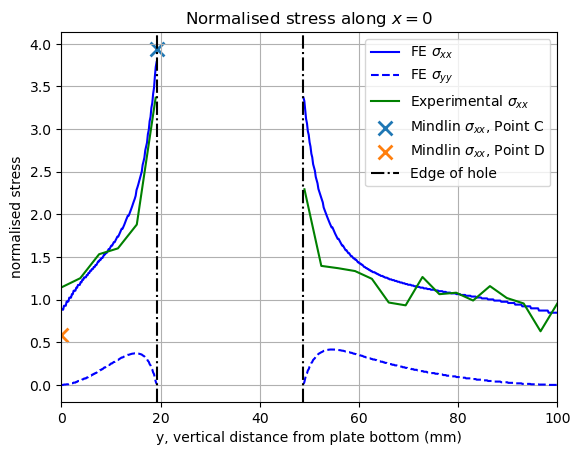 Normalised stress along x = 0
normalised stress
4.0
3.5
3.0
2.5
2.0
1.5
1.0
0.5
0.0
FE σxx
FE σyy
Experimental σxx
Mindlin σxx, Point C
Mindlin σxx, Point D
Edge of hole
0 20 40 60 80 100
y, vertical distance from plate bottom (mm)